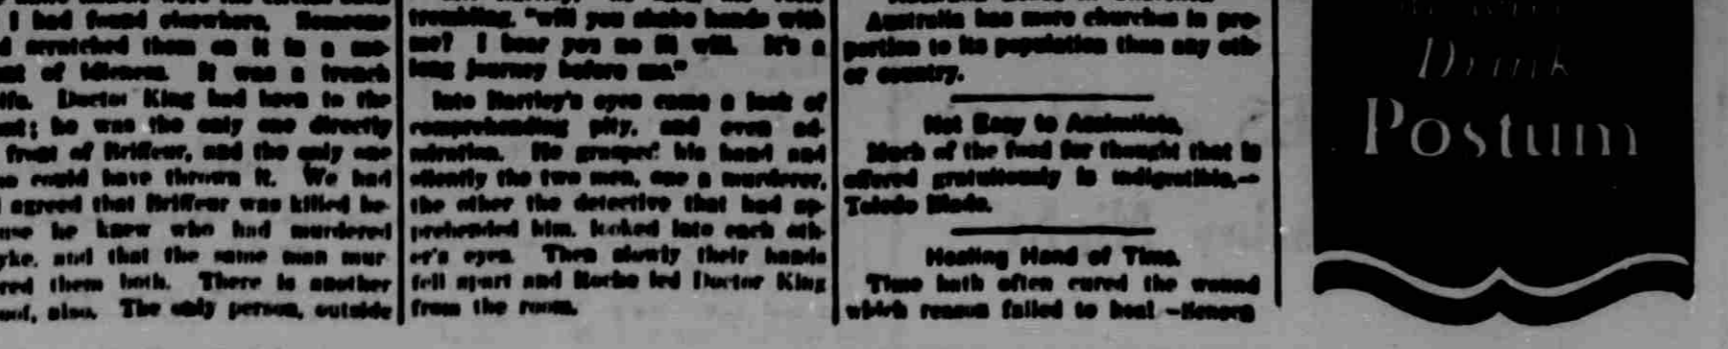 I had found elsewhere. Someone
scratched them on it in a mo-
of idleness. It was a trench
Doctor King had been to the
he was the only one directly
front of Briffeur, and the only one
could have thrown it. We had
agreed that Briffeur was killed be-
he knew who had murdered
and that the same man mur-
them both. There is another
also. The only person, outside
trembling, "will you shake hands with
me? I bear you no ill will. It's a
long journey before me."
Into Hartley's eyes came a look of
comprehending pity, and even ad-
miration. He grasped his hand and
silently the two men, one a murderer,
the other the detective that had ap-
prehended him, looked into each oth-
er's eyes. Then slowly their hands
fell apart and Roche led Doctor King
from the room.
Australia has more churches in pro-
portion to its population than any oth-
er country.
Not Easy to Assimilate.
Much of the food for thought that is
offered gratuitously is indigestible.—
Toledo Blade.
Healing Hand of Time.
Time hath often cured the wound
which reason failed to heal —Seneca
Drink
Postum